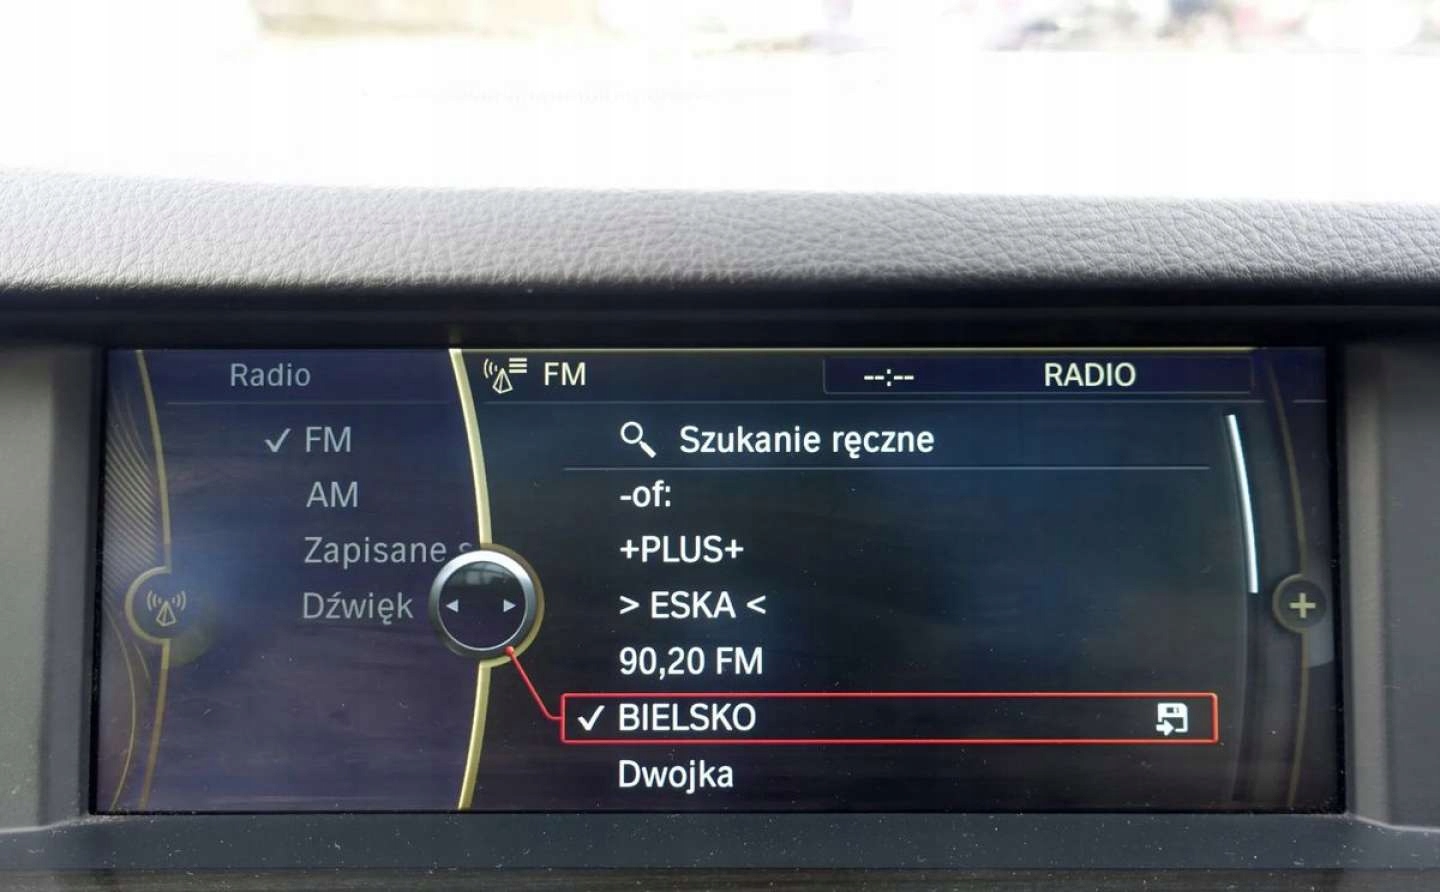 Radio
FM
AM
Zapisane s
Dźwięk
FM
--:--
RADIO
Szukanie ręczne
-of:
+PLUS+
> ESKA <
90,20 FM
BIELSKO
Dwojka